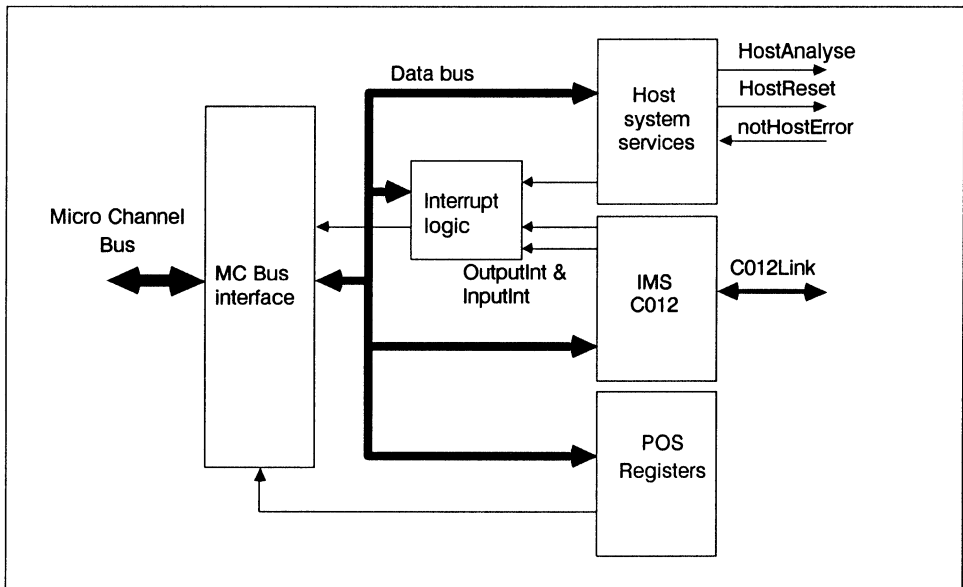 HostAnalyse
Data bus
HostReset
Host
system
services
notHostError
Interrupt
logic
Micro Channel
Bus
MC Bus
interface
OutputInt &
InputInt
IMS
C012
C012Link
POS
Registers